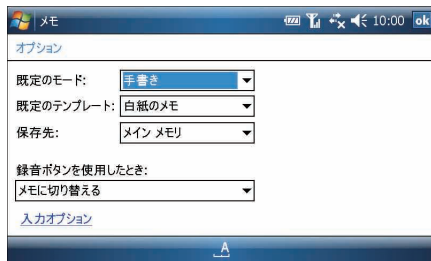 メモ 10:00 ok
オプション
既定のモード: 手書き
既定のテンプレート: 白紙のメモ
保存先: メイン メモリ
録音ボタンを使用したとき:
メモに切り替える
入力オプション
A